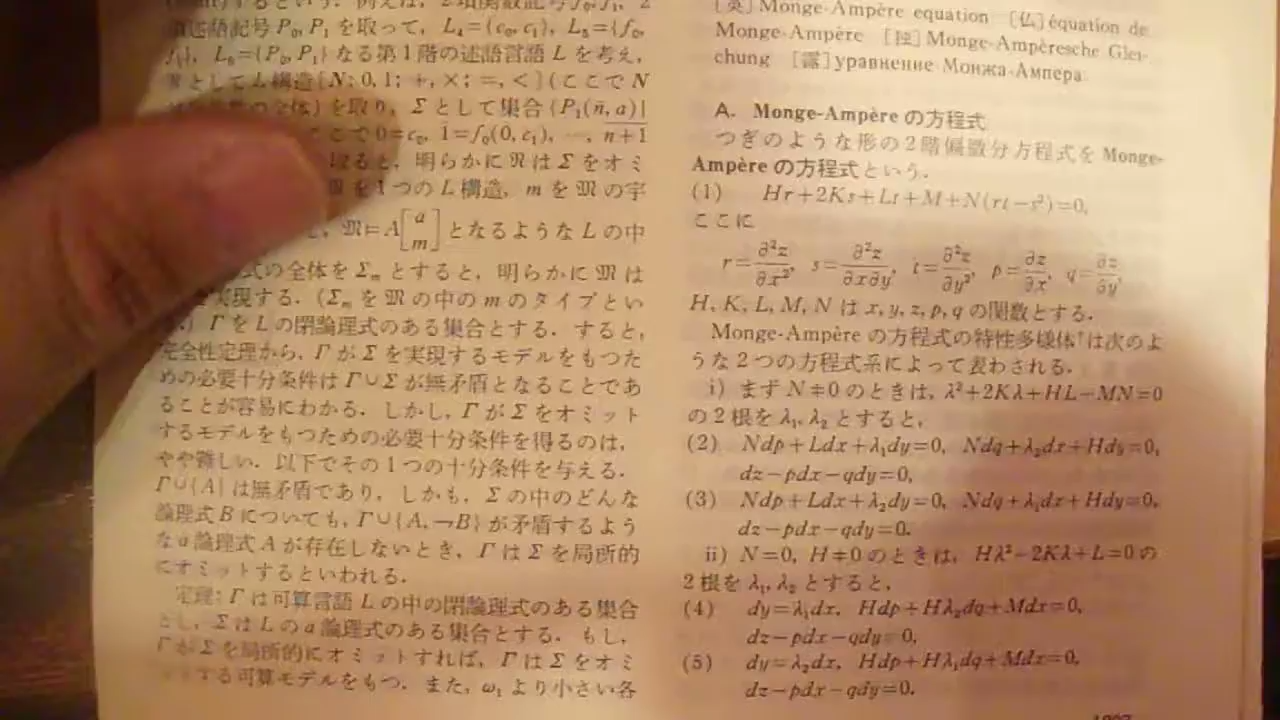 述語記号 P₀, P₁ を取って, L₄={c₀, c₁}, L₅={f₀,
f₁}, L₆={P₀, P₁} なる第1階の述語言語 L を考え,
として L 構造 {N; 0, 1; +, ×; =, <} (ここで N
の全体) を取り, Σ として集合 {P₁(n̄, a)|
ここで 0=c₀, 1=f₀(0, c₁), …, n+1
取ると, 明らかに 𝔑 は Σ をオミ
を1つの L 構造, m を 𝔐 の宇
𝔐⊨A[a m] となるような L の中
式の全体を Σₘ とすると, 明らかに 𝔐 は
実現する. (Σₘ を 𝔐 の中の m のタイプとい
.) Γ を L の閉論理式のある集合とする. すると,
完全性定理から, Γ が Σ を実現するモデルをもつた
めの必要十分条件は Γ∪Σ が無矛盾となることであ
ることが容易にわかる. しかし, Γ が Σ をオミット
するモデルをもつための必要十分条件を得るのは,
やや難しい. 以下でその1つの十分条件を与える.
Γ∪{A} は無矛盾であり, しかも, Σ の中のどんな
論理式 B についても, Γ∪{A, ¬B} が矛盾するよう
な a 論理式 A が存在しないとき, Γ は Σ を局所的
にオミットするといわれる.
定理: Γ は可算言語 L の中の閉論理式のある集合
とし, Σ は L の a 論理式のある集合とする. もし,
Γ が Σ を局所的にオミットすれば, Γ は Σ をオミ
する可算モデルをもつ. また, ω₁ より小さい各
[英] Monge-Ampère equation [仏] équation de
Monge-Ampère [独] Monge-Ampèresche Glei-
chung [露] уравнение Монжа-Ампера
A. Monge-Ampère の方程式
つぎのような形の2階偏微分方程式を Monge-
Ampère の方程式という.
(1) Hr+2Ks+Lt+M+N(rt−s²)=0,
ここに
r=∂²z/∂x², s=∂²z/∂x∂y, t=∂²z/∂y², p=∂z/∂x, q=∂z/∂y,
H, K, L, M, N は x, y, z, p, q の関数とする.
Monge-Ampère の方程式の特性多様体†は次のよ
うな2つの方程式系によって表わされる.
i) まず N≠0 のときは, λ²+2Kλ+HL−MN=0
の2根を λ₁, λ₂ とすると,
(2) Ndp+Ldx+λ₁dy=0, Ndq+λ₂dx+Hdy=0,
dz−pdx−qdy=0,
(3) Ndp+Ldx+λ₂dy=0, Ndq+λ₁dx+Hdy=0,
dz−pdx−qdy=0.
ii) N=0, H≠0 のときは, Hλ²−2Kλ+L=0 の
2根を λ₁, λ₂ とすると,
(4) dy=λ₁dx, Hdp+Hλ₂dq+Mdx=0,
dz−pdx−qdy=0,
(5) dy=λ₂dx, Hdp+Hλ₁dq+Mdx=0,
dz−pdx−qdy=0.